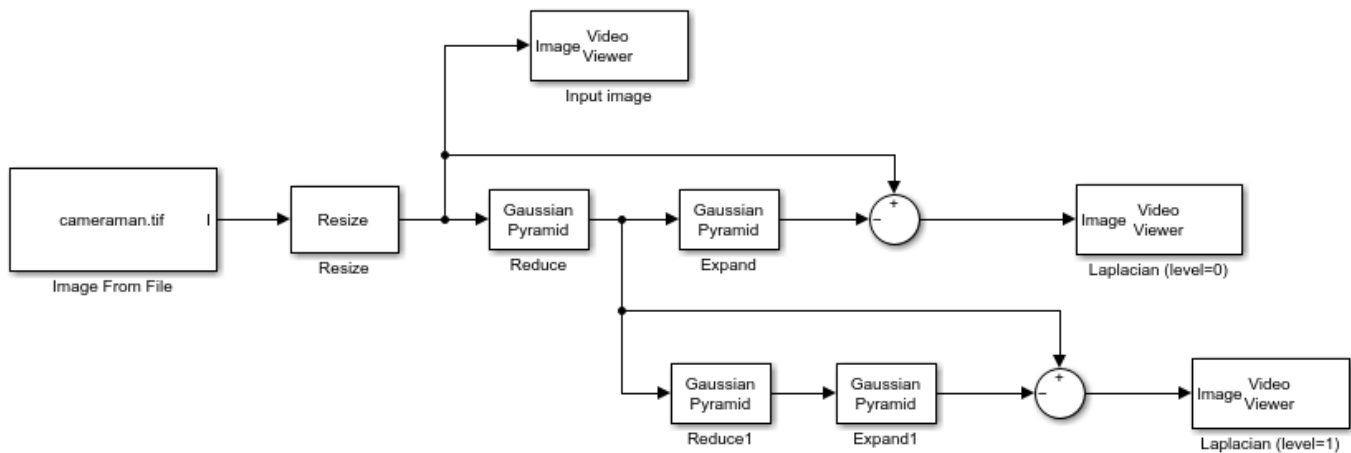 Image
Video
Viewer
Input image
cameraman.tif
I
Image From File
Resize
Resize
Gaussian
Pyramid
Reduce
Gaussian
Pyramid
Expand
+
−
Image
Video
Viewer
Laplacian (level=0)
Gaussian
Pyramid
Reduce1
Gaussian
Pyramid
Expand1
+
−
Image
Video
Viewer
Laplacian (level=1)